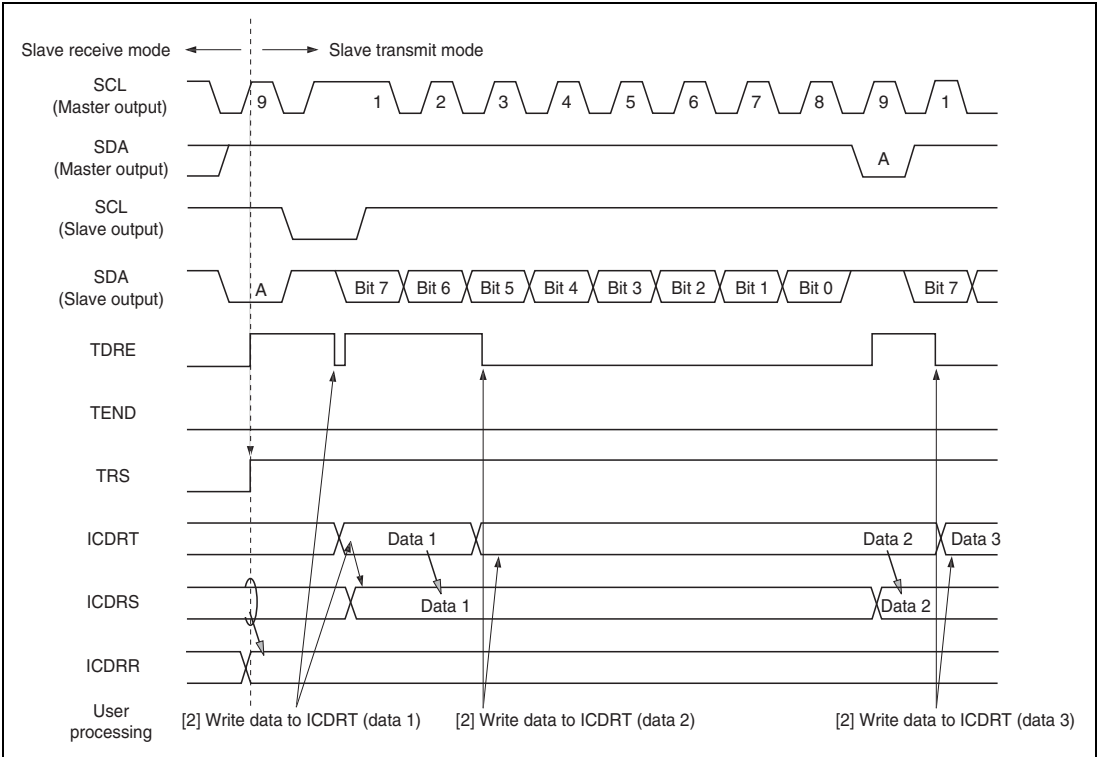 Slave receive mode Slave transmit mode
SCL
(Master output)
9 1 2 3 4 5 6 7 8 9 1
SDA
(Master output)
A
SCL
(Slave output)
SDA
(Slave output)
A Bit 7 Bit 6 Bit 5 Bit 4 Bit 3 Bit 2 Bit 1 Bit 0 Bit 7
TDRE
TEND
TRS
ICDRT
Data 1 Data 2 Data 3
ICDRS
Data 1 Data 2
ICDRR
User
processing
[2] Write data to ICDRT (data 1) [2] Write data to ICDRT (data 2) [2] Write data to ICDRT (data 3)